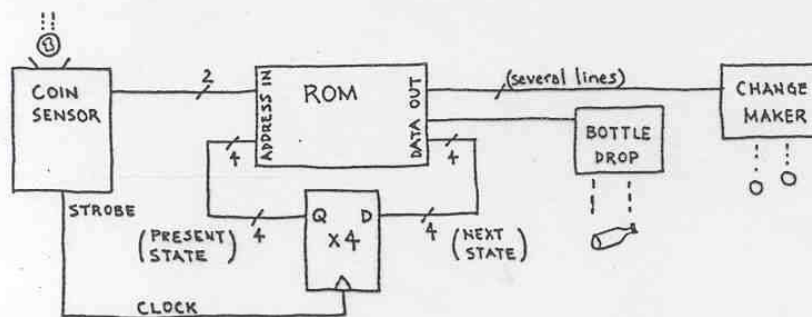 COIN
SENSOR
2
ADDRESS IN
ROM
DATA OUT
(several lines)
CHANGE
MAKER
BOTTLE
DROP
4
4
STROBE
(PRESENT
STATE)
4
Q D
x4
4
(NEXT
STATE)
CLOCK